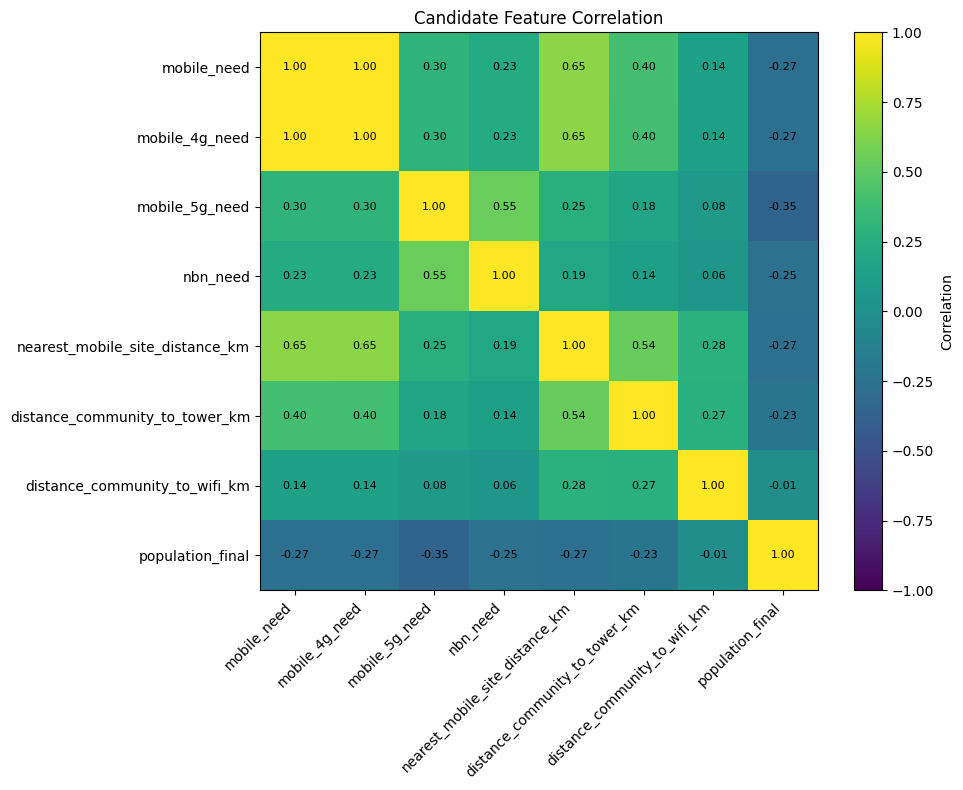 Candidate Feature Correlation
mobile_need 1.00 1.00 0.30 0.23 0.65 0.40 0.14 -0.27
mobile_4g_need 1.00 1.00 0.30 0.23 0.65 0.40 0.14 -0.27
mobile_5g_need 0.30 0.30 1.00 0.55 0.25 0.18 0.08 -0.35
nbn_need 0.23 0.23 0.55 1.00 0.19 0.14 0.06 -0.25
nearest_mobile_site_distance_km 0.65 0.65 0.25 0.19 1.00 0.54 0.28 -0.27
distance_community_to_tower_km 0.40 0.40 0.18 0.14 0.54 1.00 0.27 -0.23
distance_community_to_wifi_km 0.14 0.14 0.08 0.06 0.28 0.27 1.00 -0.01
population_final -0.27 -0.27 -0.35 -0.25 -0.27 -0.23 -0.01 1.00
mobile_need
mobile_4g_need
mobile_5g_need
nbn_need
nearest_mobile_site_distance_km
distance_community_to_tower_km
distance_community_to_wifi_km
population_final
1.00
0.75
0.50
0.25
0.00
−0.25
−0.50
−0.75
−1.00
Correlation